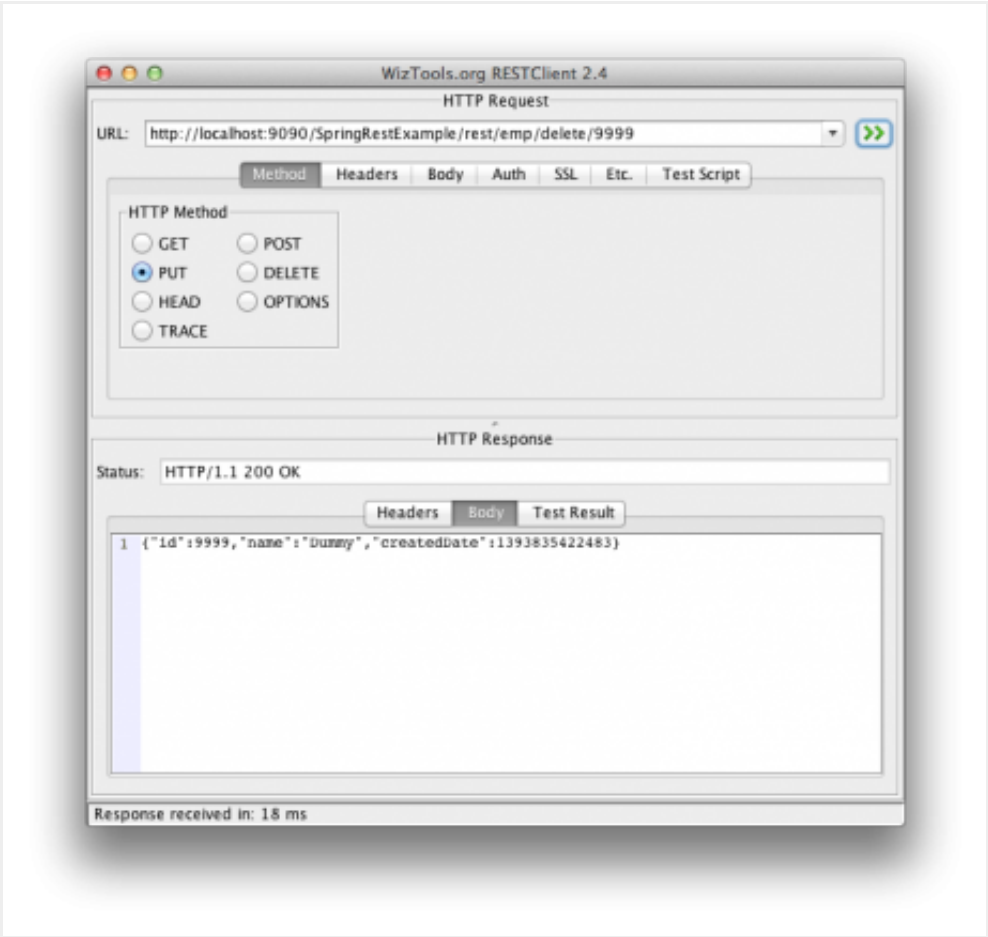 WizTools.org RESTClient 2.4
HTTP Request
URL: http://localhost:9090/SpringRestExample/rest/emp/delete/9999
Method Headers Body Auth SSL Etc. Test Script
HTTP Method
GET POST
PUT DELETE
HEAD OPTIONS
TRACE
HTTP Response
Status: HTTP/1.1 200 OK
Headers Body Test Result
1 {"id":9999,"name":"Dummy","createdDate":1393835422483}
Response received in: 18 ms